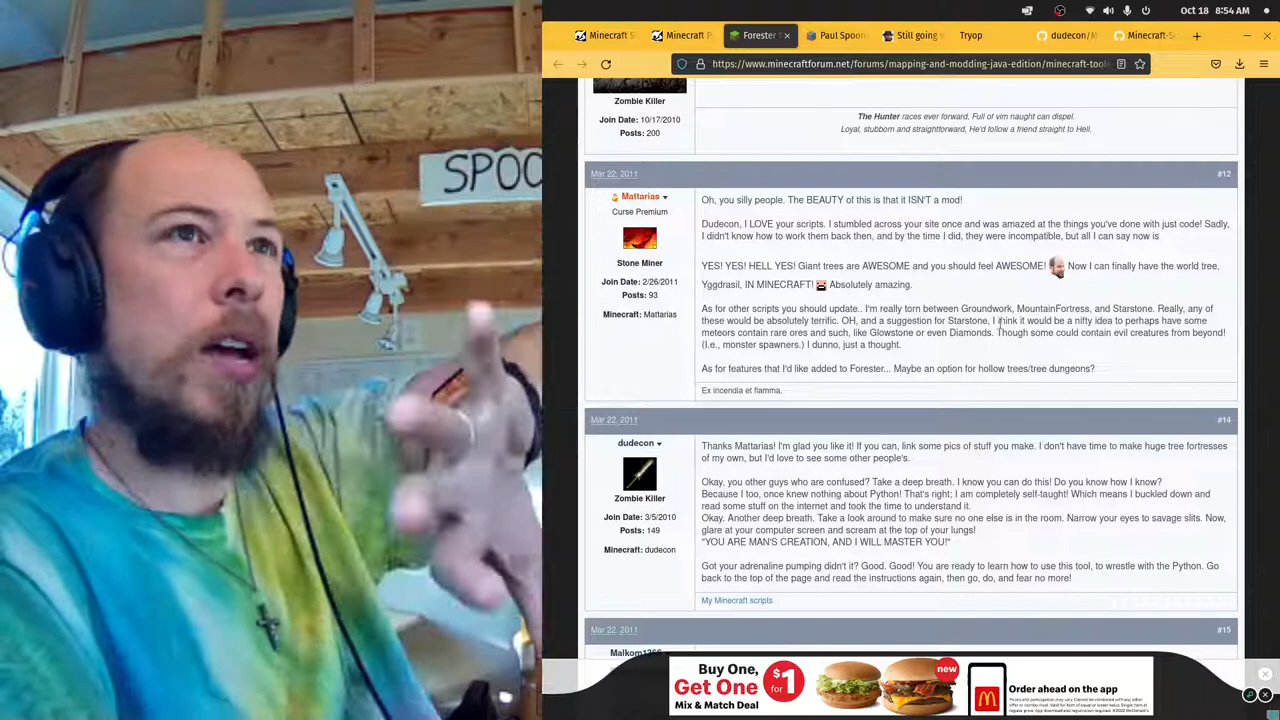 SPOO
Oct 18 8:54 AM
Minecraft S
Minecraft P
Forester
Paul Spoon
Still going s
Tryop
dudecon/M
Minecraft-S
https://www.minecraftforum.net/forums/mapping-and-modding-java-edition/minecraft-tools
Zombie Killer
Join Date: 10/17/2010
Posts: 200
The Hunter races ever forward, Full of vim naught can dispel.
Loyal, stubborn and straightforward, He'd follow a friend straight to Hell.
Mar 22, 2011 #12
Mattarias
Curse Premium
Stone Miner
Join Date: 2/26/2011
Posts: 93
Minecraft: Mattarias
Oh, you silly people. The BEAUTY of this is that it ISN'T a mod!
Dudecon, I LOVE your scripts. I stumbled across your site once and was amazed at the things you've done with just code! Sadly,
I didn't know how to work them back then, and by the time I did, they were incompatible, but all I can say now is
YES! YES! HELL YES! Giant trees are AWESOME and you should feel AWESOME! Now I can finally have the world tree,
Yggdrasil, IN MINECRAFT! Absolutely amazing.
As for other scripts you should update.. I'm really torn between Groundwork, MountainFortress, and Starstone. Really, any of
these would be absolutely terrific. OH, and a suggestion for Starstone, I think it would be a nifty idea to perhaps have some
meteors contain rare ores and such, like Glowstone or even Diamonds. Though some could contain evil creatures from beyond!
(I.e., monster spawners.) I dunno, just a thought.
As for features that I'd like added to Forester... Maybe an option for hollow trees/tree dungeons?
Ex incendia et flamma.
Mar 22, 2011 #14
dudecon
Zombie Killer
Join Date: 3/5/2010
Posts: 149
Minecraft: dudecon
Thanks Mattarias! I'm glad you like it! If you can, link some pics of stuff you make. I don't have time to make huge tree fortresses
of my own, but I'd love to see some other people's.
Okay, you other guys who are confused? Take a deep breath. I know you can do this! Do you know how I know?
Because I too, once knew nothing about Python! That's right; I am completely self-taught! Which means I buckled down and
read some stuff on the internet and took the time to understand it.
Okay. Another deep breath. Take a look around to make sure no one else is in the room. Narrow your eyes to savage slits. Now,
glare at your computer screen and scream at the top of your lungs!
"YOU ARE MAN'S CREATION, AND I WILL MASTER YOU!"
Got your adrenaline pumping didn't it? Good. Good! You are ready to learn how to use this tool, to wrestle with the Python. Go
back to the top of the page and read the instructions again, then go, do, and fear no more!
My Minecraft scripts
Mar 22, 2011 #15
Buy One,
Get One
Mix & Match Deal
$1
for
new
Order ahead on the app